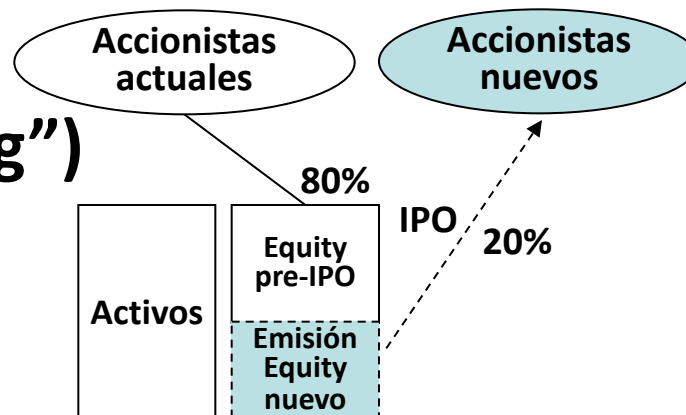 Accionistas
actuales
Accionistas
nuevos
g”)
80%
IPO
20%
Equity
pre-IPO
Activos
Emisión
Equity
nuevo